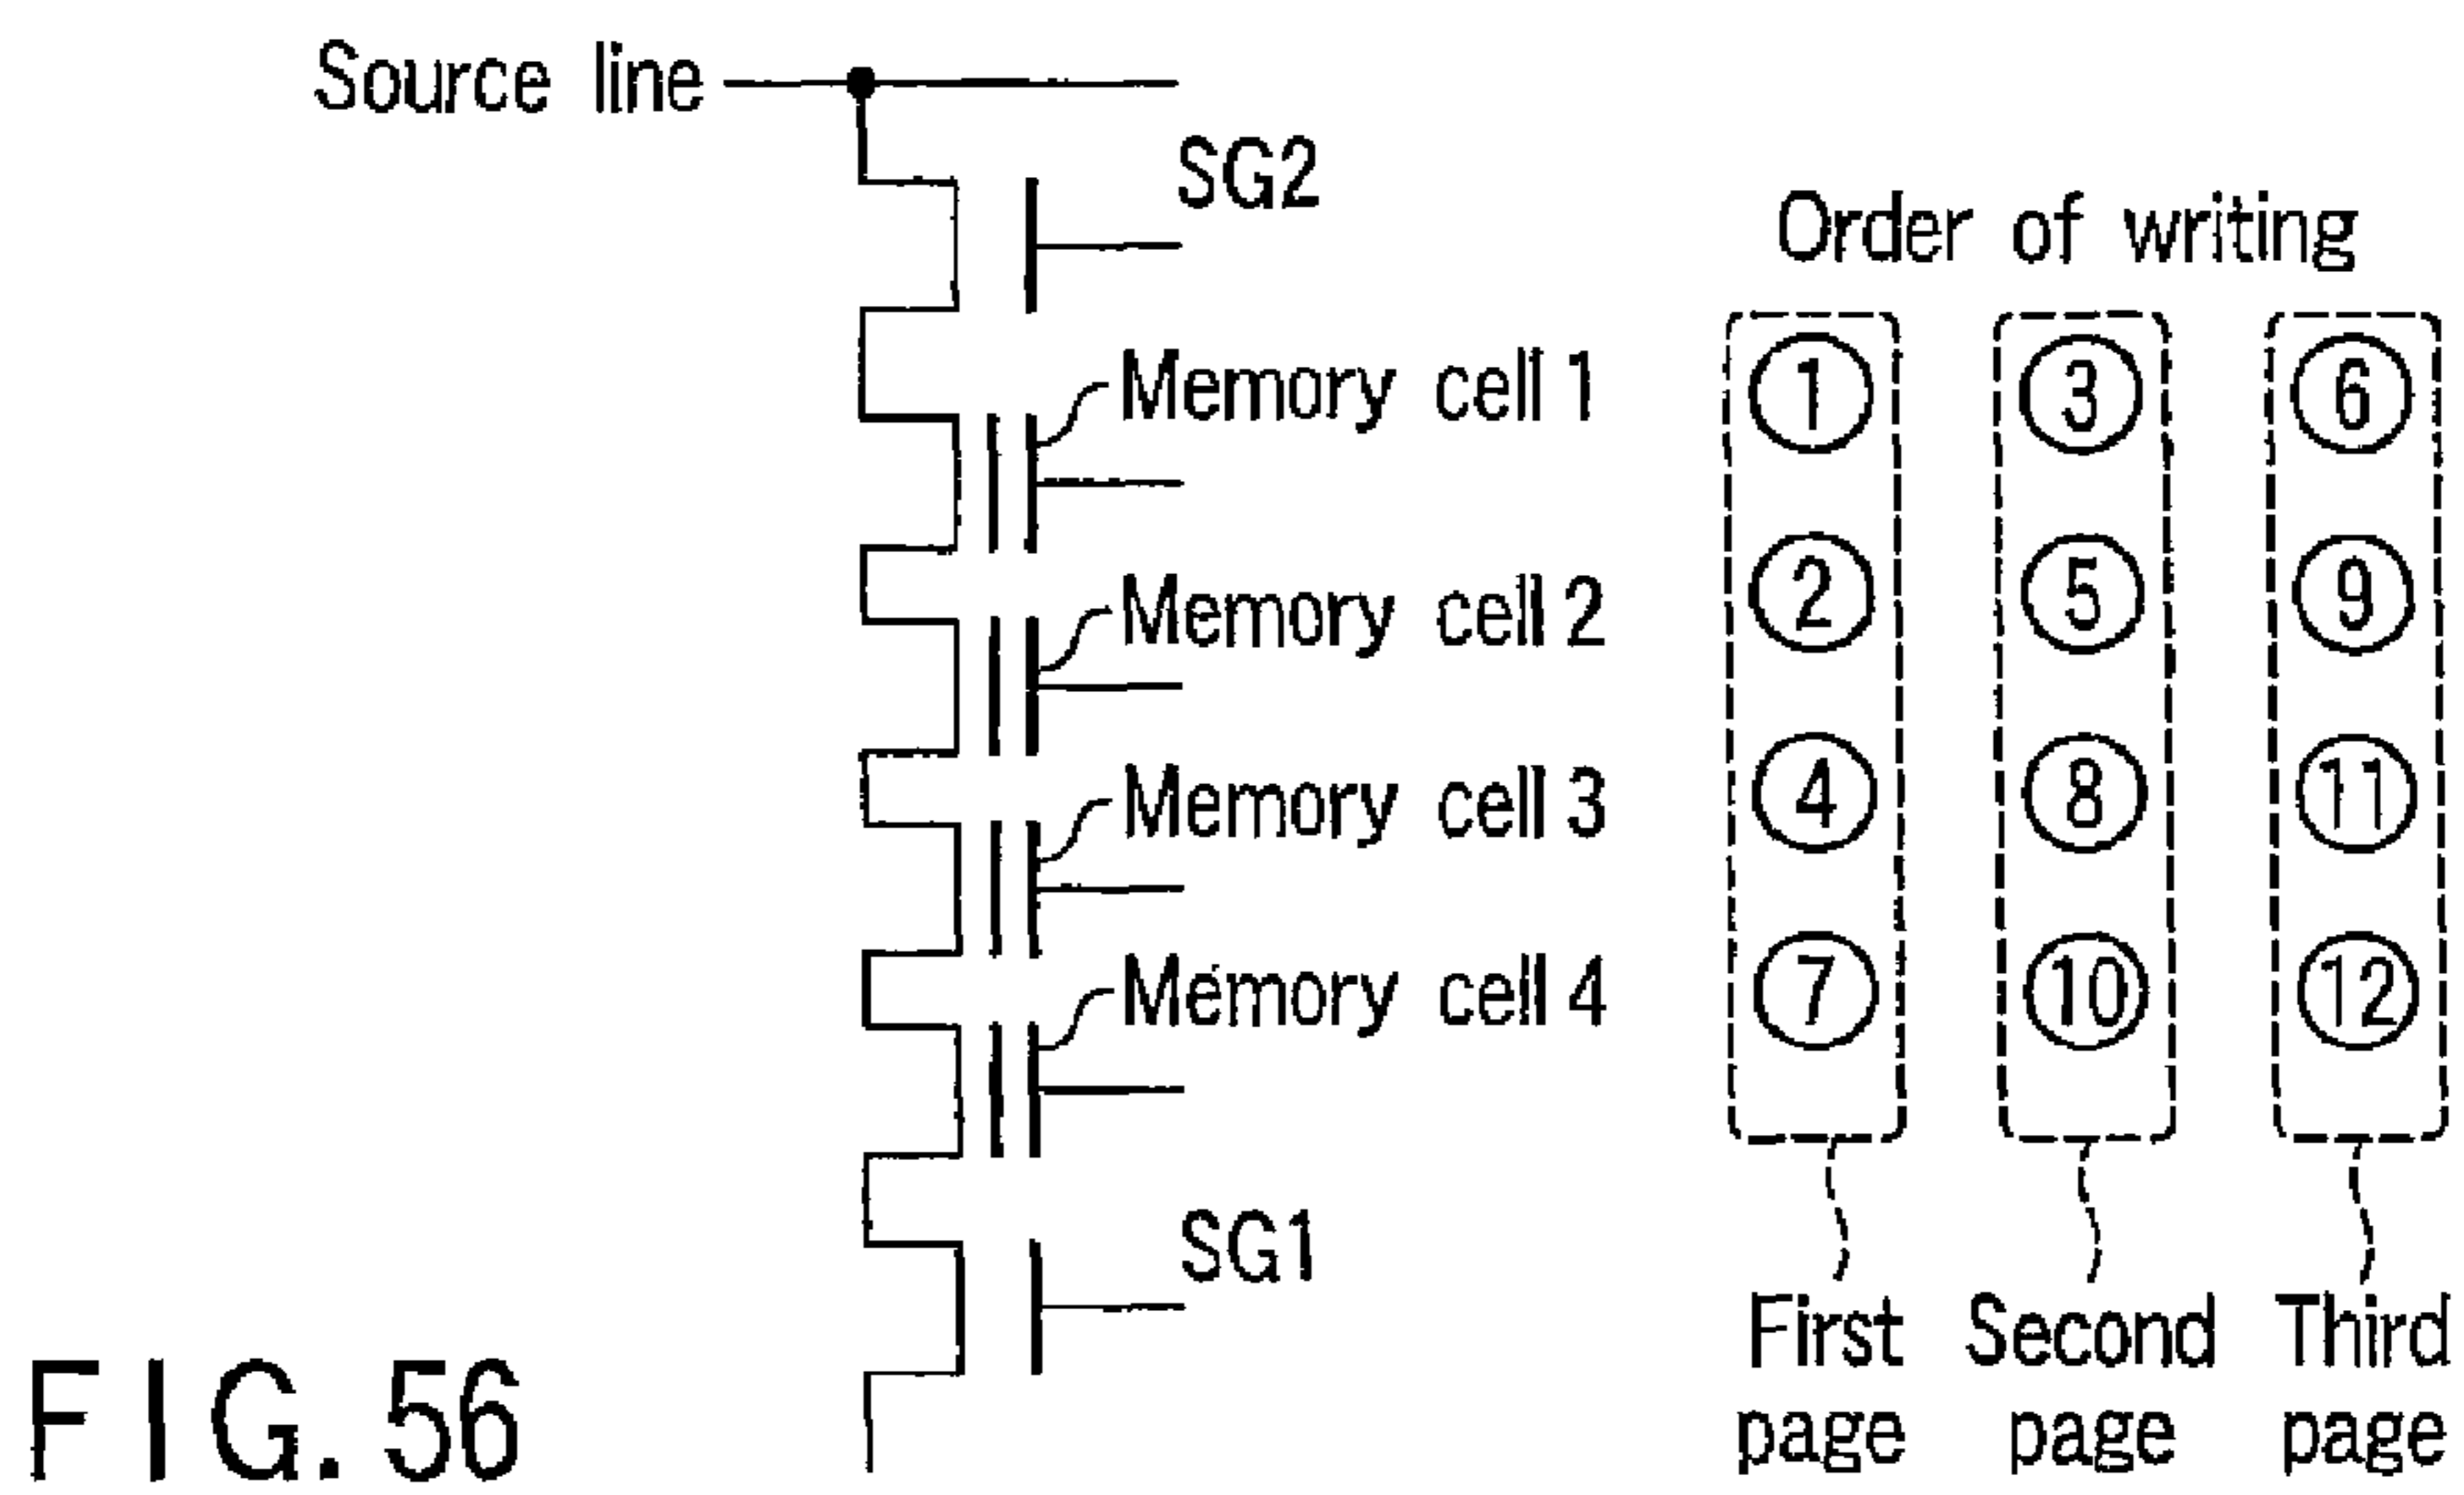 Source line
SG2
Order of writing
Memory cell 1 1 3 6
Memory cell 2 2 5 9
Memory cell 3 4 8 11
Memory cell 4 7 10 12
SG1
First page Second page Third page
FIG. 56